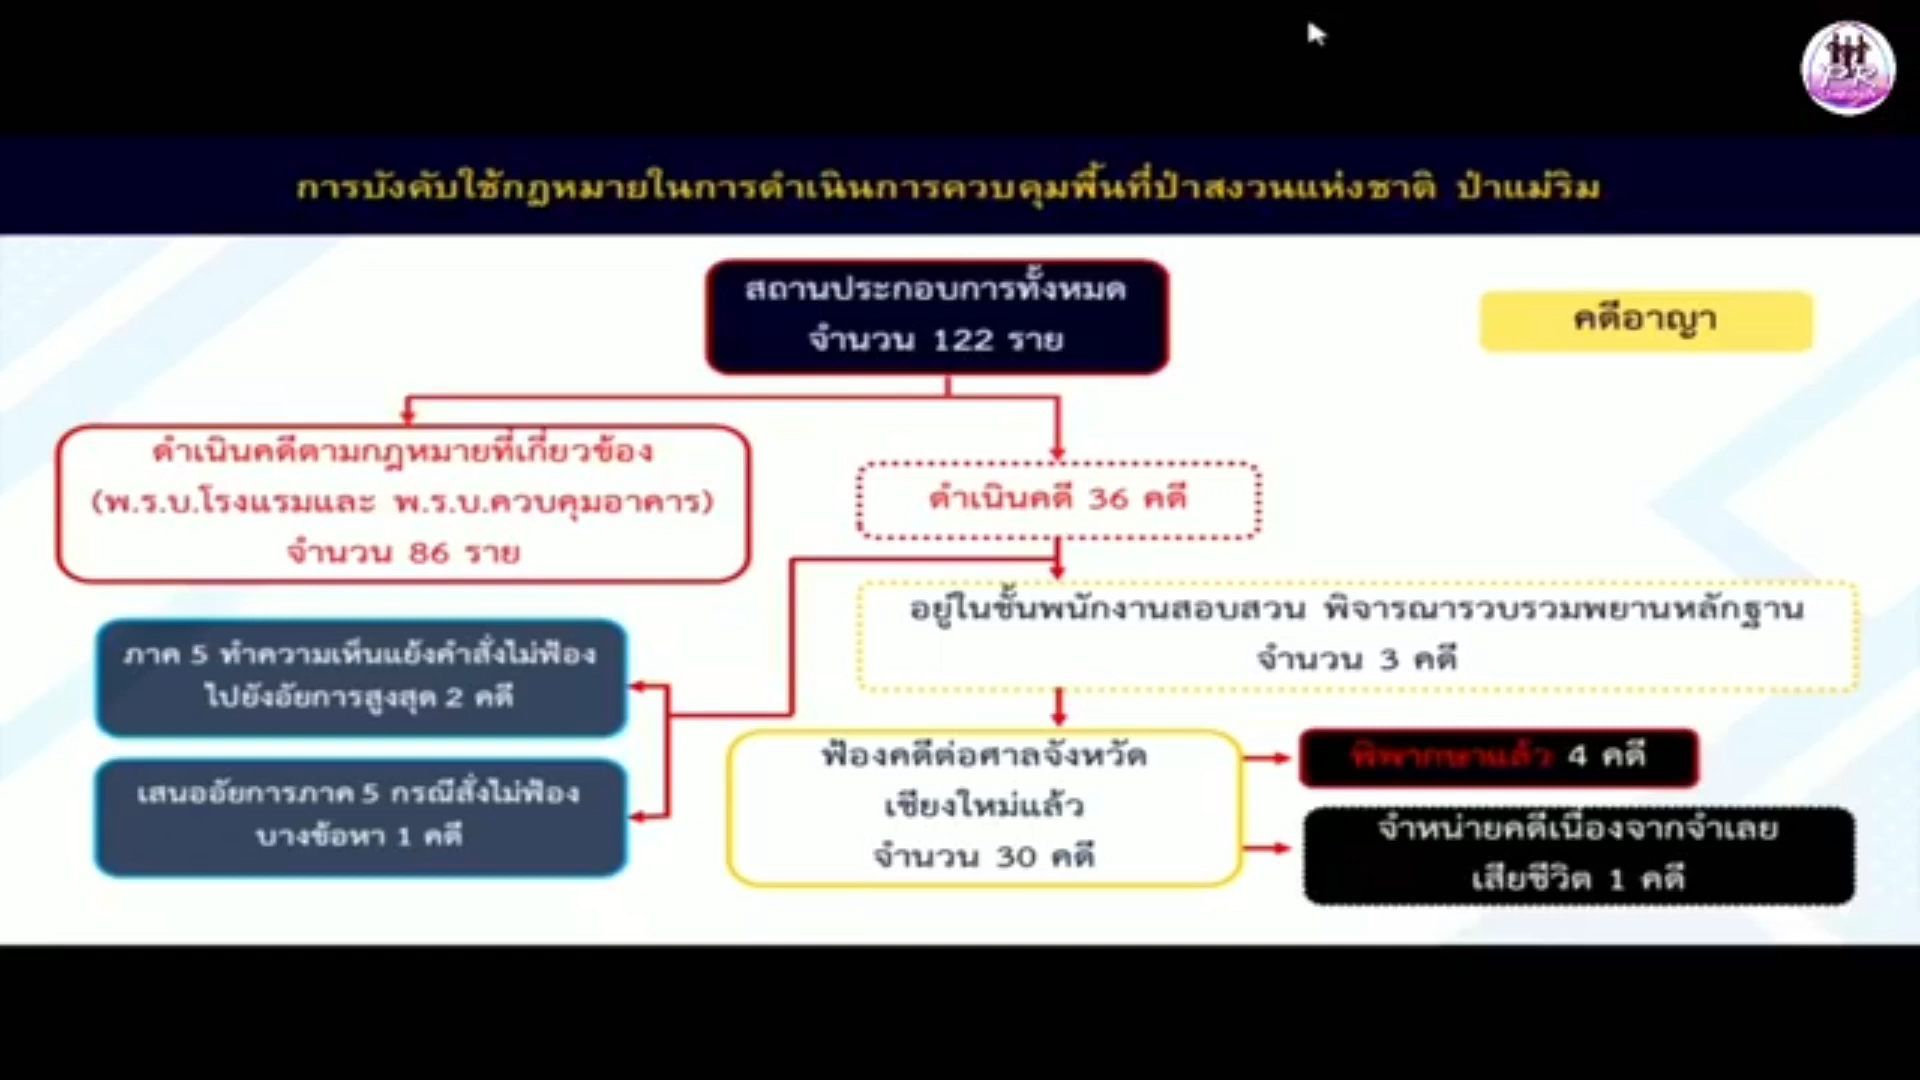 การบังคับใช้กฎหมายในการดำเนินการควบคุมพื้นที่ป่าสงวนแห่งชาติ ป่าแม่ริม
สถานประกอบการทั้งหมด
จำนวน 122 ราย
คดีอาญา
ดำเนินคดีตามกฎหมายที่เกี่ยวข้อง
(พ.ร.บ.โรงแรมและ พ.ร.บ.ควบคุมอาคาร)
จำนวน 86 ราย
ดำเนินคดี 36 คดี
อยู่ในชั้นพนักงานสอบสวน พิจารณารวบรวมพยานหลักฐาน
จำนวน 3 คดี
ภาค 5 ทำความเห็นแย้งคำสั่งไม่ฟ้อง
ไปยังอัยการสูงสุด 2 คดี
เสนออัยการภาค 5 กรณีสั่งไม่ฟ้อง
บางข้อหา 1 คดี
ฟ้องคดีต่อศาลจังหวัด
เชียงใหม่แล้ว
จำนวน 30 คดี
พิพากษาแล้ว 4 คดี
จำหน่ายคดีเนื่องจากจำเลย
เสียชีวิต 1 คดี
PR